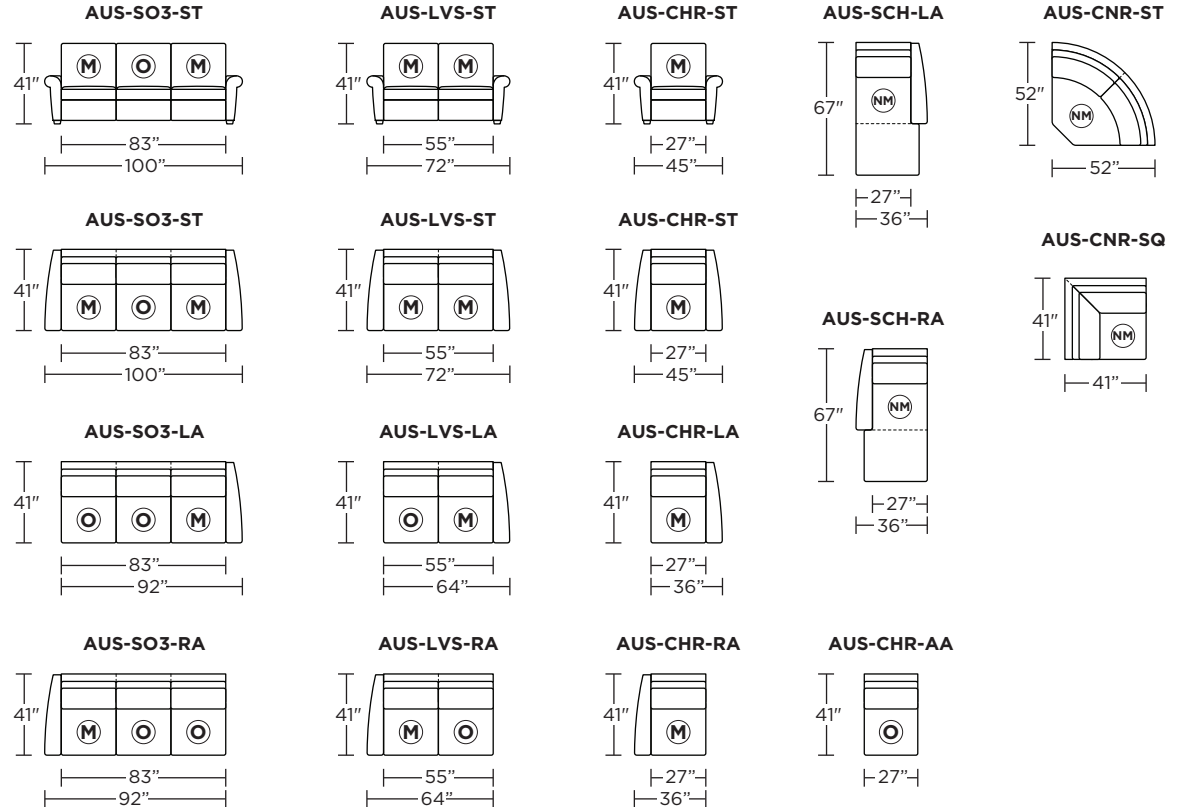 AUS-SO3-ST
41"
M O M
83”
100”
AUS-LVS-ST
41"
M M
55”
72”
AUS-CHR-ST
41"
M
27”
45”
AUS-SCH-LA
67"
NM
27”
36”
AUS-CNR-ST
52"
NM
52”
AUS-SO3-ST
41"
M O M
83”
100”
AUS-LVS-ST
41"
M M
55”
72”
AUS-CHR-ST
41"
M
27”
45”
AUS-CNR-SQ
41"
NM
41”
AUS-SCH-RA
67"
NM
27”
36”
AUS-SO3-LA
41"
O O M
83”
92”
AUS-LVS-LA
41"
O M
55”
64”
AUS-CHR-LA
41"
M
27”
36”
AUS-SO3-RA
41"
M O O
83”
92”
AUS-LVS-RA
41"
M O
55”
64”
AUS-CHR-RA
41"
M
27”
36”
AUS-CHR-AA
41"
O
27”